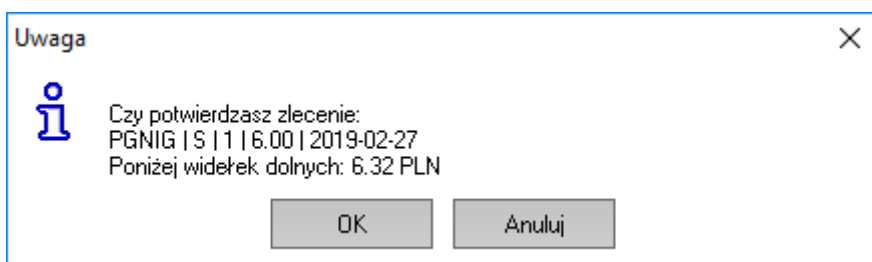 Uwaga
Czy potwierdzasz zlecenie:
PGNIG | S | 1 | 6.00 | 2019-02-27
Poniżej widełek dolnych: 6.32 PLN
OK
Anuluj